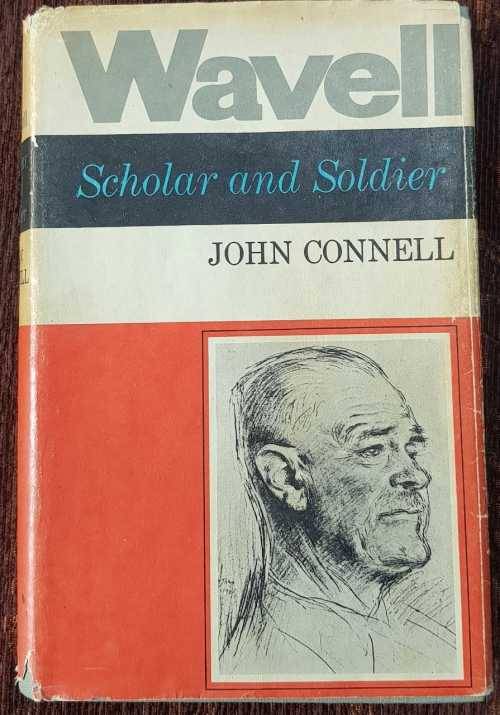 Wavell
Scholar and Soldier
JOHN CONNELL